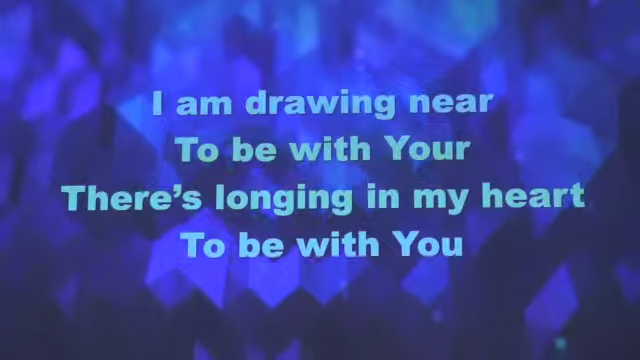 I am drawing near
To be with Your
There’s longing in my heart
To be with You